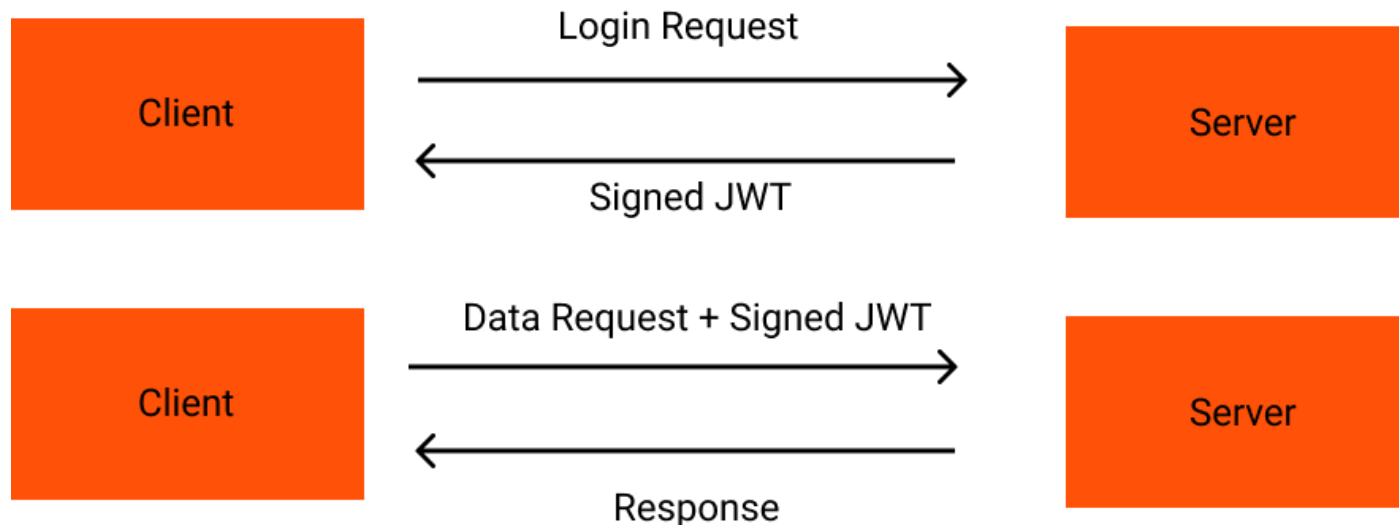 Login Request
Client
Server
Signed JWT
Data Request + Signed JWT
Client
Server
Response